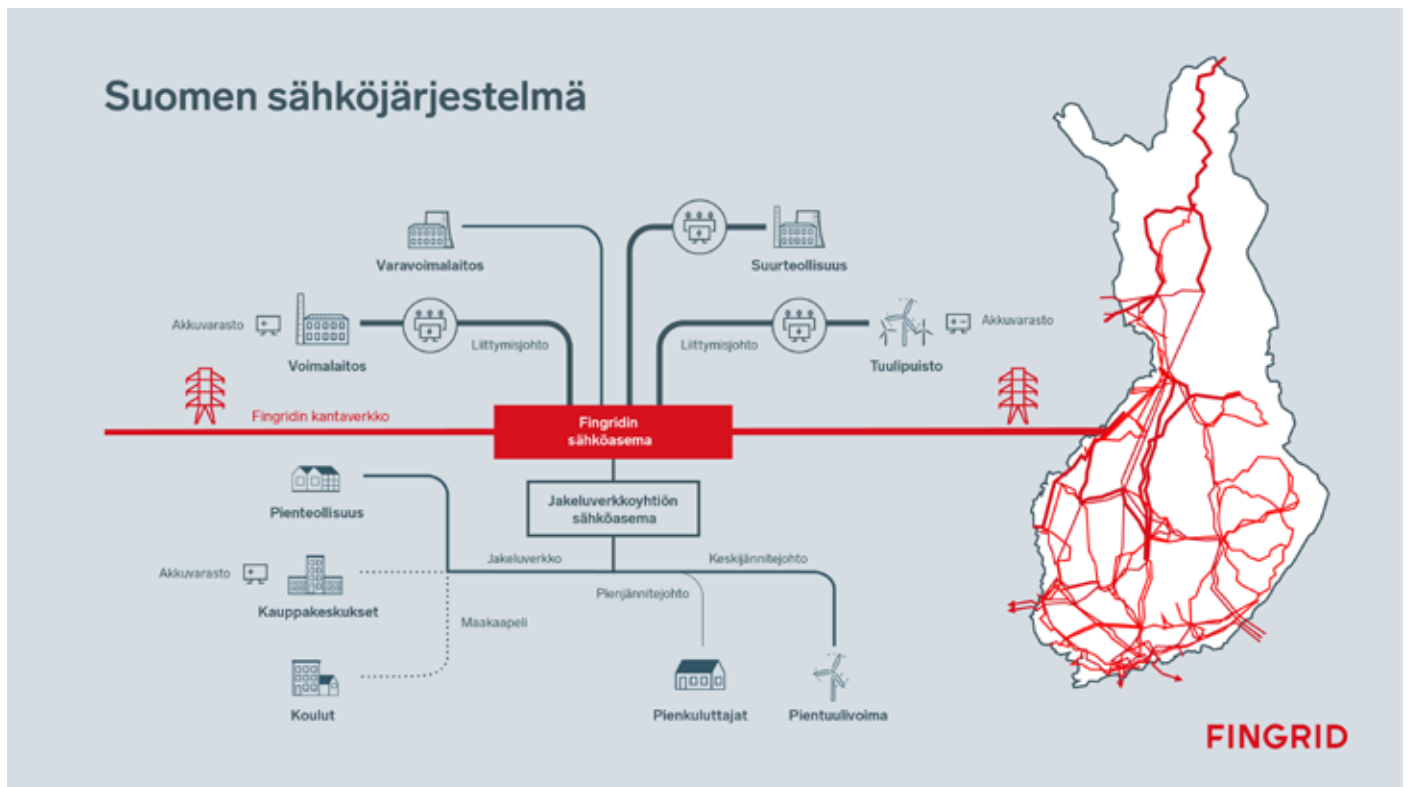 Suomen sähköjärjestelmä
Varavoimalaitos
Suurteollisuus
Akkuvarasto
Voimalaitos
Liittymisjohto
Liittymisjohto
Tuulipuisto
Akkuvarasto
Fingridin kantaverkko
Fingridin
sähköasema
Pienteollisuus
Jakeluverkkoyhtiön
sähköasema
Jakeluverkko
Keskijännitejohto
Akkuvarasto
Kauppakeskukset
Pienjännitejohto
Maakaapeli
Koulut
Pienkuluttajat
Pientuulivoima
FINGRID